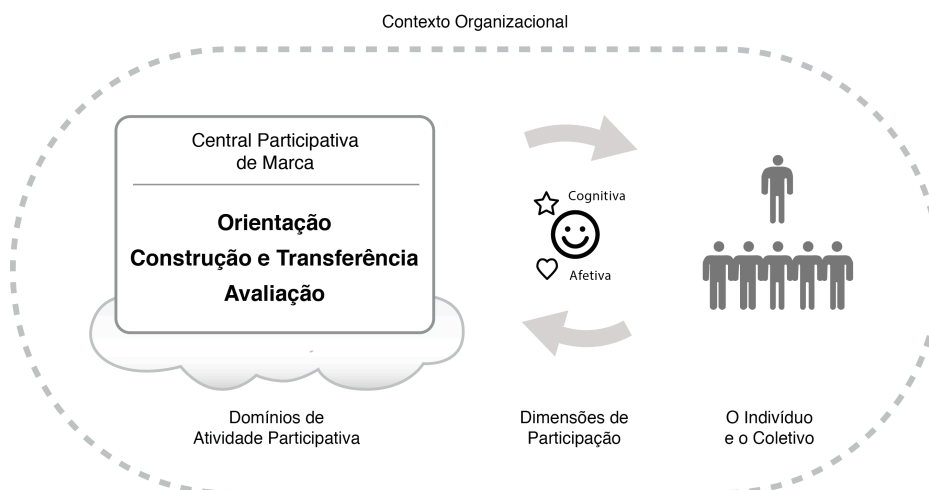 Contexto Organizacional
Central Participativa
de Marca
Orientação
Construção e Transferência
Avaliação
Cognitiva
Afetiva
Domínios de
Atividade Participativa
Dimensões de
Participação
O Indivíduo
e o Coletivo